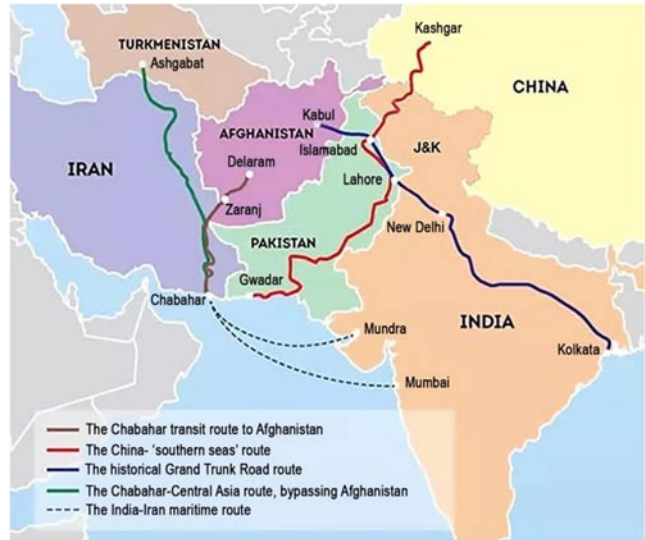 Kashgar
TURKMENISTAN
Ashgabat
CHINA
Kabul
AFGHANISTAN
Islamabad
J&K
IRAN
Delaram
Lahore
Zaranj
New Delhi
PAKISTAN
Gwadar
Chabahar
INDIA
Mundra
Kolkata
Mumbai
The Chabahar transit route to Afghanistan
The China- ‘southern seas’ route
The historical Grand Trunk Road route
The Chabahar-Central Asia route, bypassing Afghanistan
The India-Iran maritime route